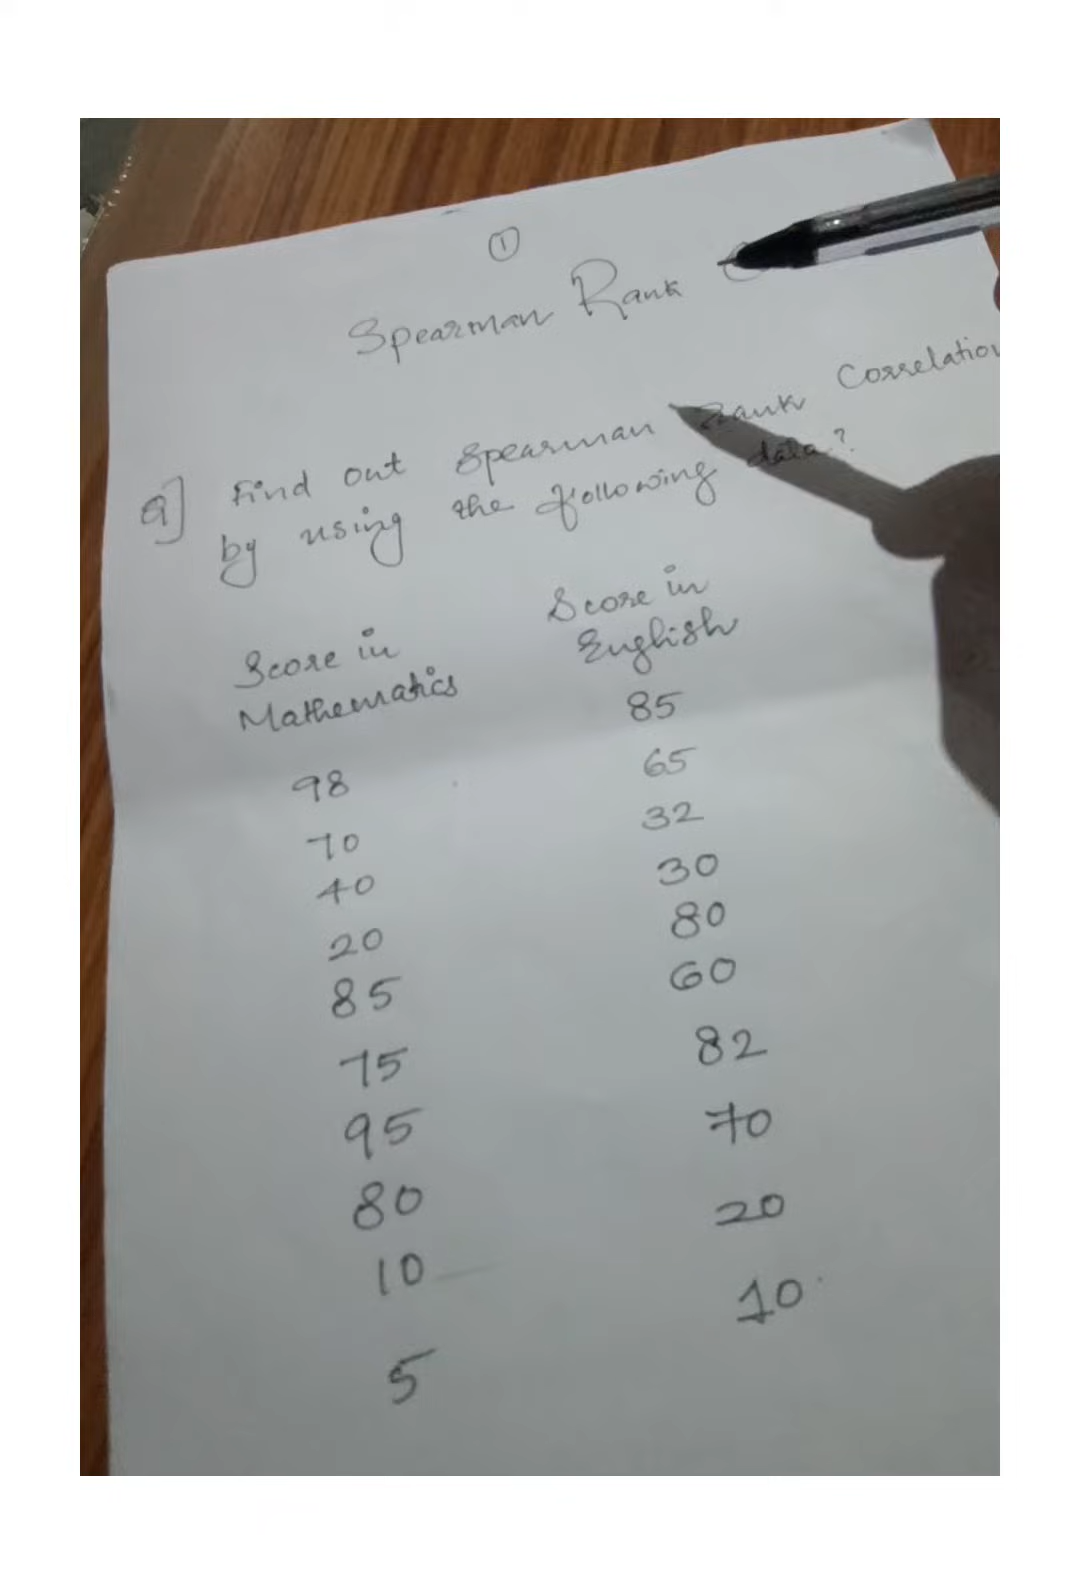 1
Spearman Rank
Q] Find out Spearman Rank Correlation
by using the following data?
Score in Mathematics Score in English
98 85
70 65
40 32
20 30
85 80
75 60
95 82
80 70
10 20
5 10